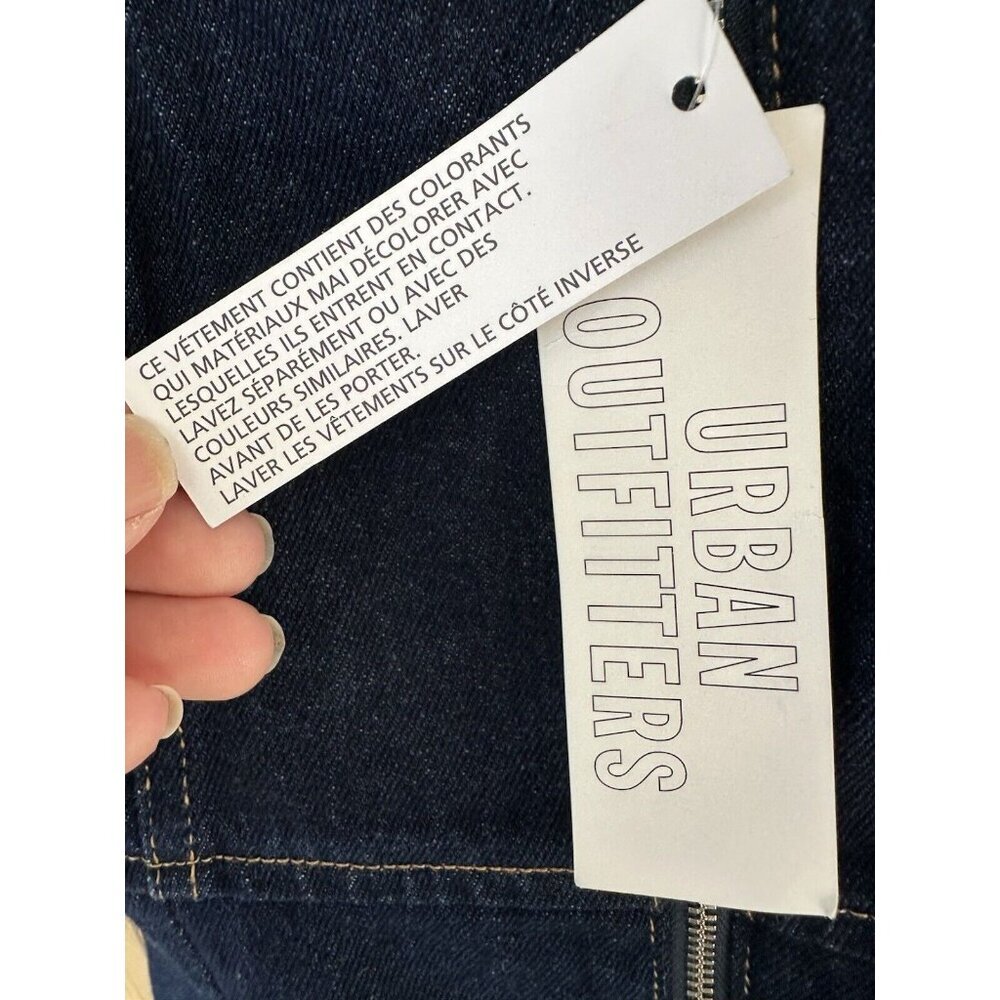 CE VÉTEMENT CONTIENT DES COLORANTS
QUI MATÉRIAUX MAI DÉCOLORER AVEC
LESQUELLES ILS ENTRENT EN CONTACT.
LAVEZ SÉPARÉMENT OU AVEC DES
COULEURS SIMILAIRES. LAVER
AVANT DE LES PORTER.
LAVER LES VÊTEMENTS SUR LE CÔTÉ INVERSE
URBAN
OUTFITTERS